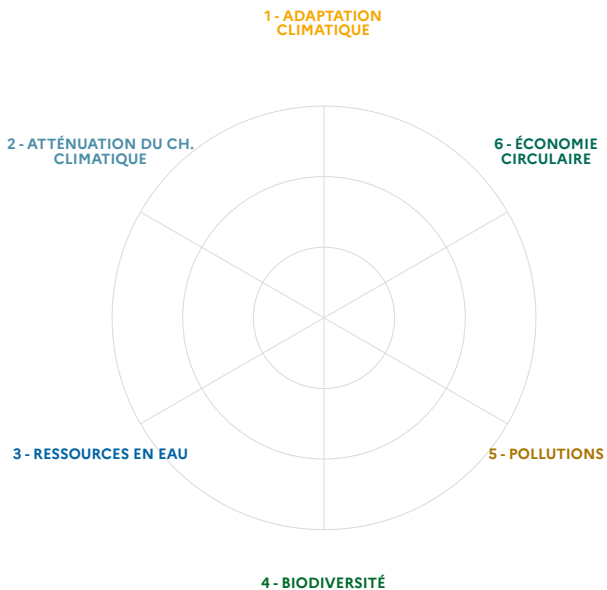 1 - ADAPTATION
CLIMATIQUE
2 - ATTÉNUATION DU CH.
CLIMATIQUE
6 - ÉCONOMIE
CIRCULAIRE
3 - RESSOURCES EN EAU
5 - POLLUTIONS
4 - BIODIVERSITÉ